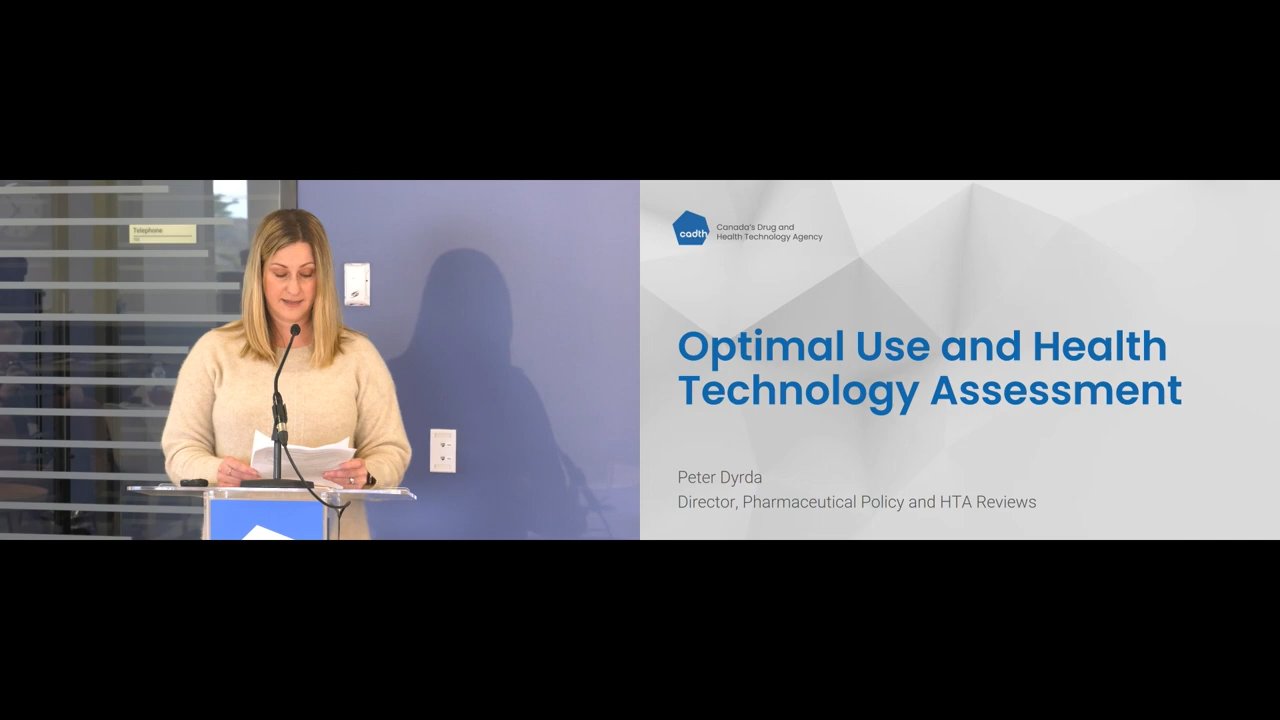 Telephone
cadth
Canada's Drug and
Health Technology Agency
Optimal Use and Health
Technology Assessment
Peter Dyrda
Director, Pharmaceutical Policy and HTA Reviews